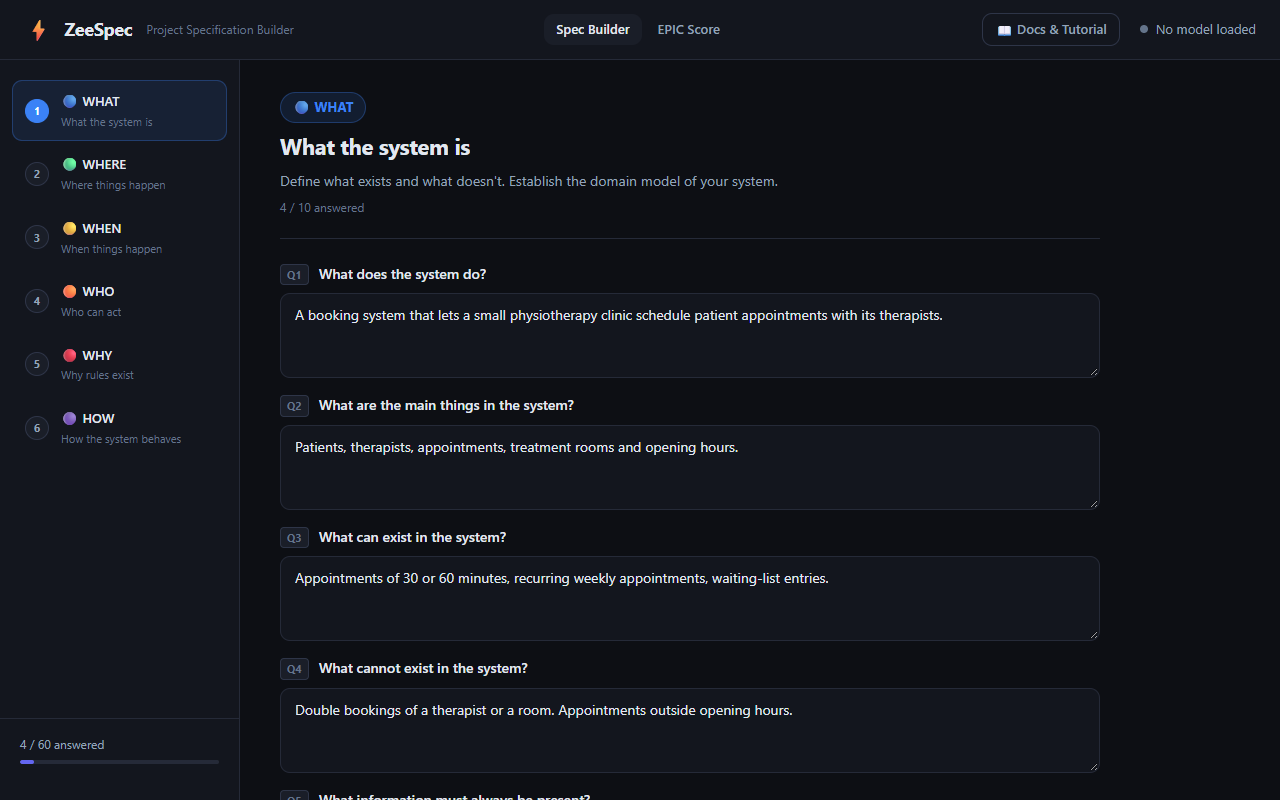 ZeeSpec Project Specification Builder
Spec Builder
EPIC Score
Docs & Tutorial
No model loaded
1
WHAT
What the system is
2
WHERE
Where things happen
3
WHEN
When things happen
4
WHO
Who can act
5
WHY
Why rules exist
6
HOW
How the system behaves
4 / 60 answered
WHAT
What the system is
Define what exists and what doesn't. Establish the domain model of your system.
4 / 10 answered
Q1 What does the system do?
A booking system that lets a small physiotherapy clinic schedule patient appointments with its therapists.
Q2 What are the main things in the system?
Patients, therapists, appointments, treatment rooms and opening hours.
Q3 What can exist in the system?
Appointments of 30 or 60 minutes, recurring weekly appointments, waiting-list entries.
Q4 What cannot exist in the system?
Double bookings of a therapist or a room. Appointments outside opening hours.
Q5 What information must always be present?